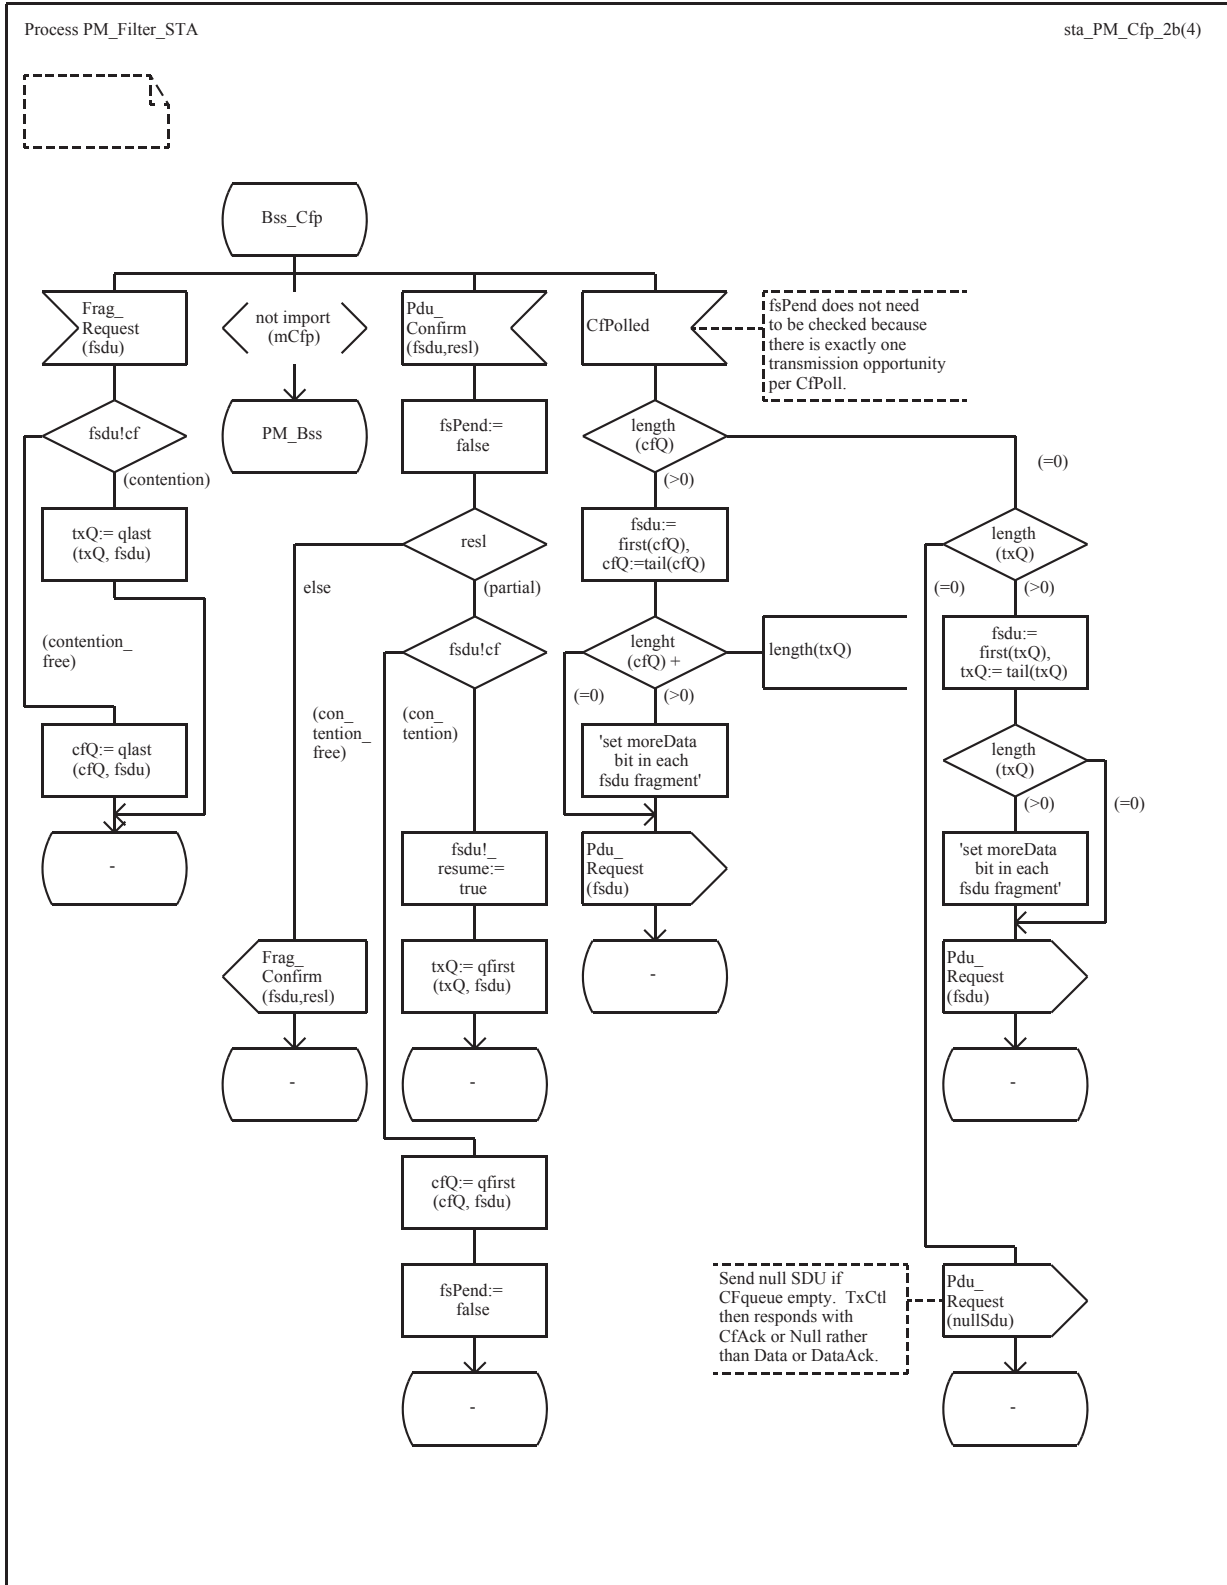 Process PM_Filter_STA
sta_PM_Cfp_2b(4)
Bss_Cfp
Frag_
Request
(fsdu)
not import
(mCfp)
Pdu_
Confirm
(fsdu,resl)
CfPolled
fsPend does not need
to be checked because
there is exactly one
transmission opportunity
per CfPoll.
fsdu!cf
(contention)
PM_Bss
fsPend:=
false
length
(cfQ)
(>0)
(=0)
txQ:= qlast
(txQ, fsdu)
resl
else
(partial)
fsdu:=
first(cfQ),
cfQ:=tail(cfQ)
length
(txQ)
(=0)
(>0)
(contention_
free)
fsdu!cf
lenght
(cfQ) +
length(txQ)
(=0)
(>0)
fsdu:=
first(txQ),
txQ:= tail(txQ)
cfQ:= qlast
(cfQ, fsdu)
(con_
tention_
free)
(con_
tention)
'set moreData
bit in each
fsdu fragment'
length
(txQ)
(>0)
(=0)
-
fsdu!_
resume:=
true
Pdu_
Request
(fsdu)
'set moreData
bit in each
fsdu fragment'
Frag_
Confirm
(fsdu,resl)
txQ:= qfirst
(txQ, fsdu)
-
Pdu_
Request
(fsdu)
-
-
-
cfQ:= qfirst
(cfQ, fsdu)
fsPend:=
false
Send null SDU if
CFqueue empty.  TxCtl
then responds with
CfAck or Null rather
than Data or DataAck.
Pdu_
Request
(nullSdu)
-
-